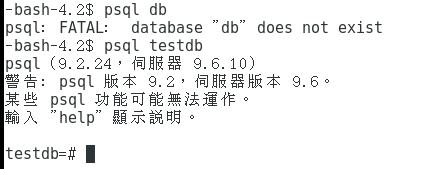 -bash-4.2$ psql db
psql: FATAL:  database "db" does not exist
-bash-4.2$ psql testdb
psql (9.2.24, 伺服器 9.6.10)
警告: psql 版本 9.2, 伺服器版本 9.6。
某些 psql 功能可能無法運作。
輸入 "help" 顯示說明。
testdb=#